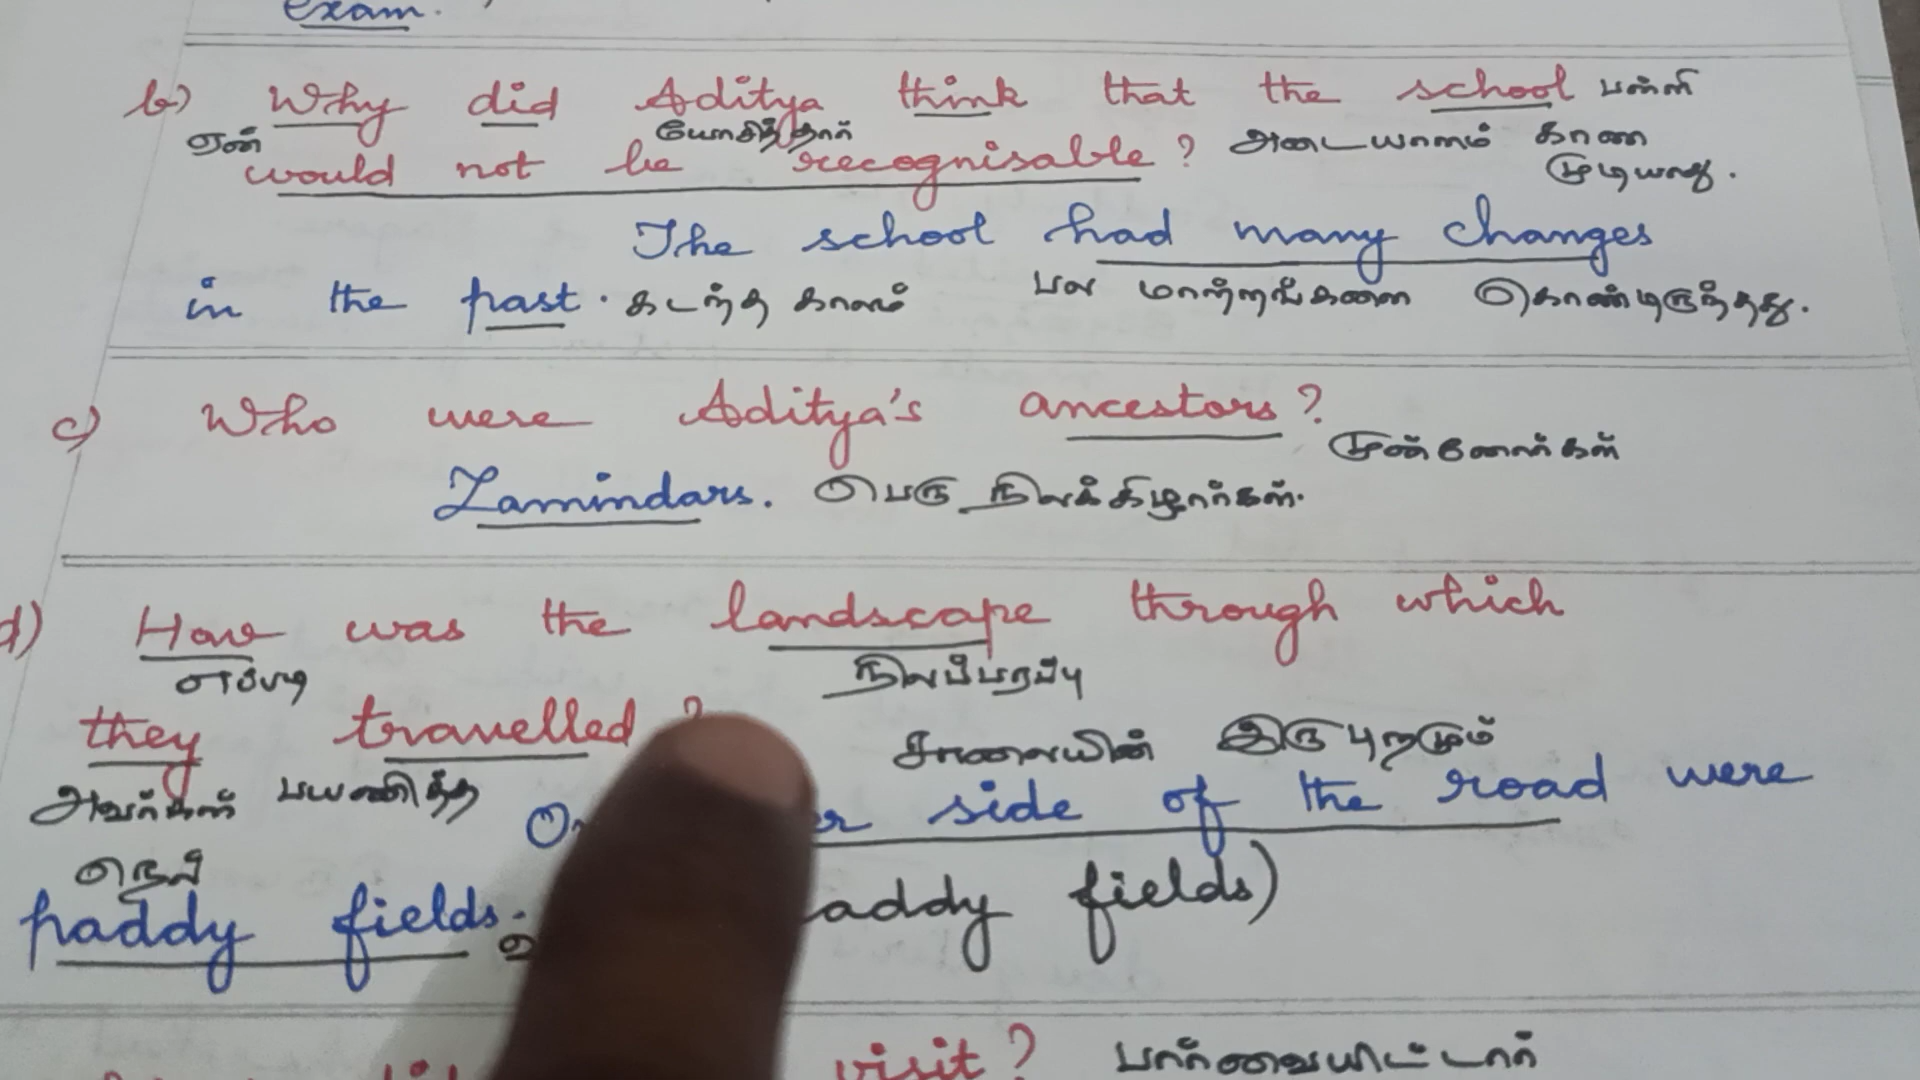 exam.
b) Why did Aditya think that the school பள்ளி
ஏன் யோசித்தார் அடையாளம் காண
would not be recognisable? முடியாது.
The school had many changes
in the past. கடந்த காலம் பல மாற்றங்களை கொண்டிருந்தது.
c) Who were Aditya's ancestors?
முன்னோர்கள்
Zamindars. பெரு நிலக்கிழார்கள்.
d) How was the landscape through which
எப்படி நிலப்பரப்பு
they travelled? சாலையின் இருபுறமும்
அவர்கள் பயணித்த
side of the road were
நெல்
paddy fields. fields)
visit? பார்வையிட்டார்